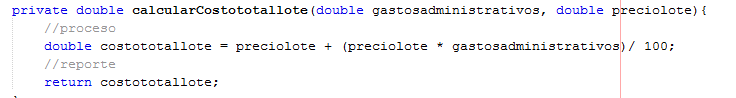 private double calcularCostototallote(double gastosadministrativos, double preciolote){
//proceso
double costototallote = preciolote + (preciolote * gastosadministrativos)/ 100;
//reporte
return costototallote;